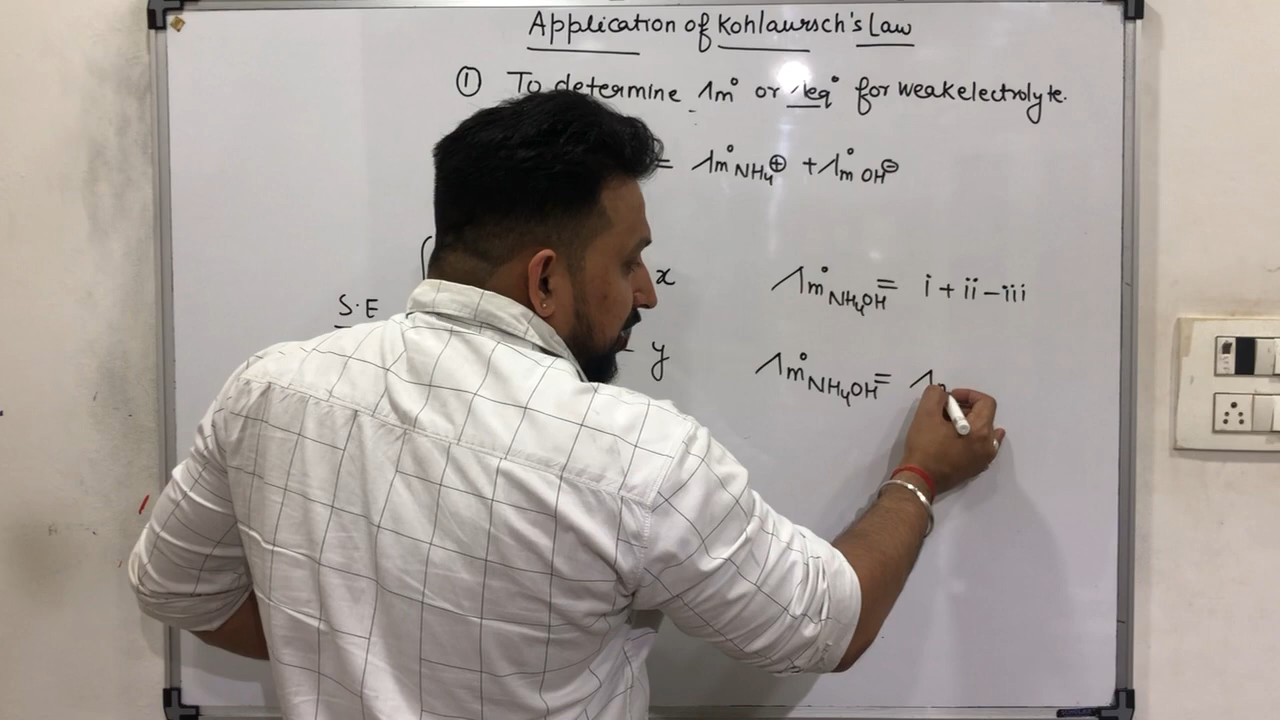 Application of Kohlaursch's Law
① To determine Λm° or Λeq° for weak electrolyte.
= Λm°NH₄⊕ + Λm°OH⊖
x
Λm°NH₄OH = i + ii - iii
S.E
- y
Λm°NH₄OH = Λ